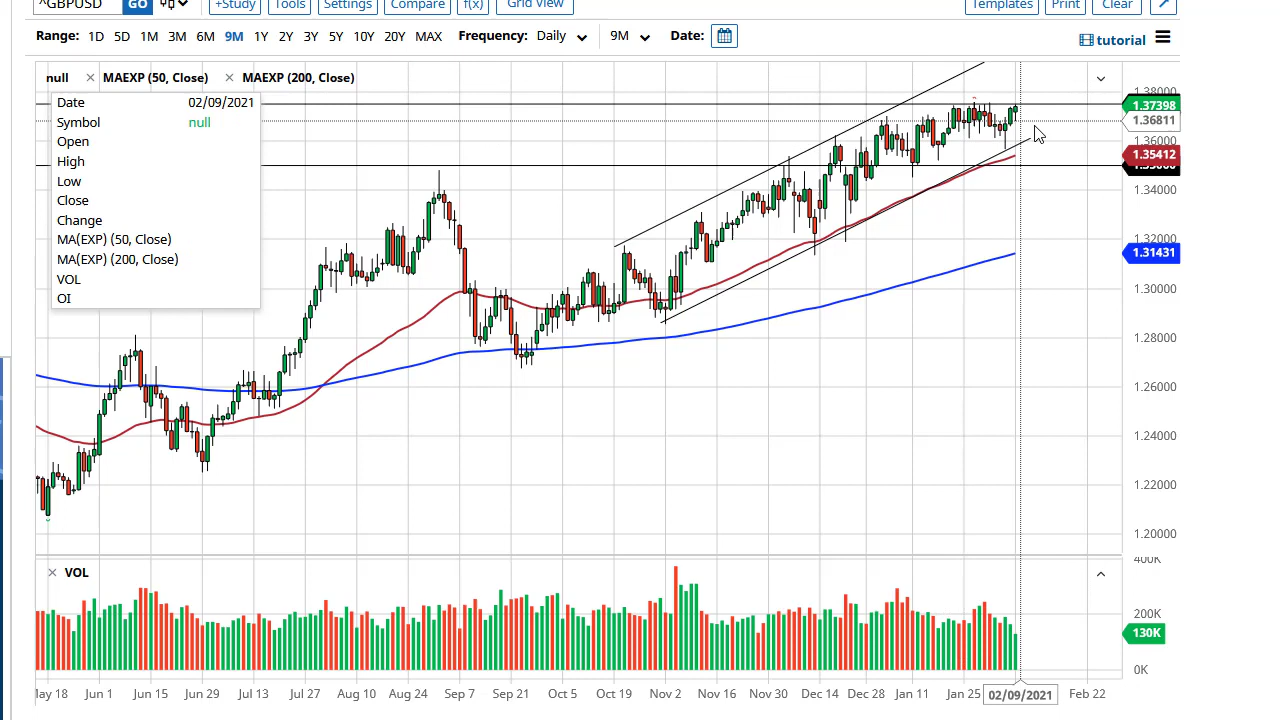 ^GBPUSD GO +Study Tools Settings Compare f(x) Grid View Templates Print Clear
Range: 1D 5D 1M 3M 6M 9M 1Y 2Y 3Y 5Y 10Y 20Y MAX Frequency: Daily 9M Date: tutorial
null MAEXP (50, Close) MAEXP (200, Close)
Date 02/09/2021
Symbol null
Open
High
Low
Close
Change
MA(EXP) (50, Close)
MA(EXP) (200, Close)
VOL
OI
1.38000
1.37398
1.36811
1.36000
1.35412
1.34000
1.32000
1.31431
1.30000
1.28000
1.26000
1.24000
1.22000
1.20000
400K
VOL
200K
130K
0K
May 18 Jun 1 Jun 15 Jun 29 Jul 13 Jul 27 Aug 10 Aug 24 Sep 7 Sep 21 Oct 5 Oct 19 Nov 2 Nov 16 Nov 30 Dec 14 Dec 28 Jan 11 Jan 25 02/09/2021 Feb 22